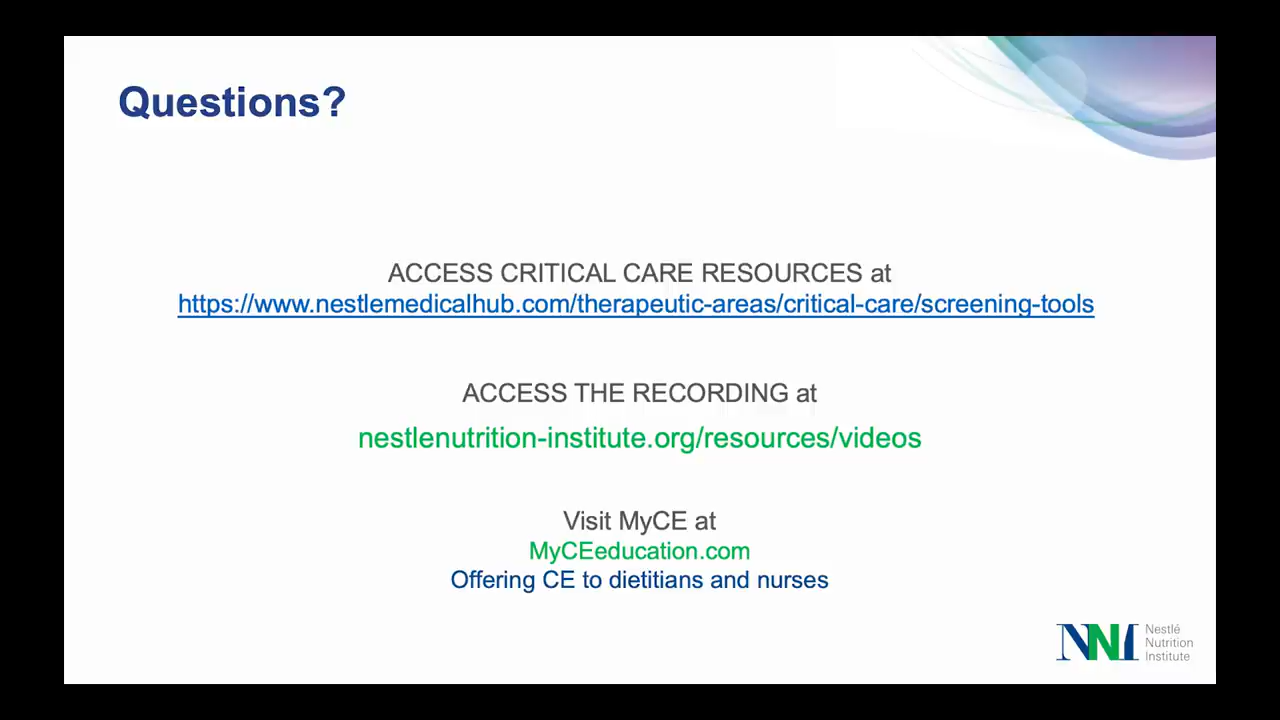 Questions?
ACCESS CRITICAL CARE RESOURCES at
https://www.nestlemedicalhub.com/therapeutic-areas/critical-care/screening-tools
ACCESS THE RECORDING at
nestlenutrition-institute.org/resources/videos
Visit MyCE at
MyCEeducation.com
Offering CE to dietitians and nurses
NNI
Nestlé
Nutrition
Institute